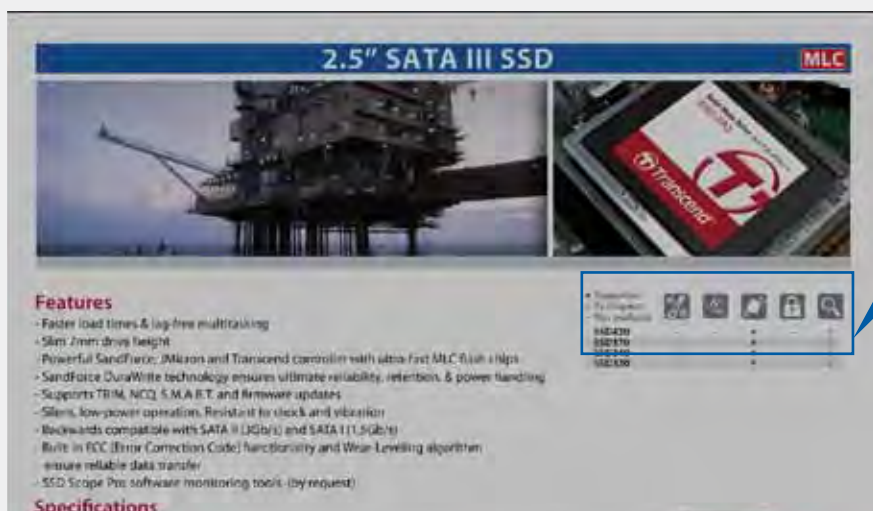 2.5" SATA III SSD
MLC
Transcend
Features
- Faster load times & lag-free multitasking
- Slim 7mm drive height
- Powerful SandForce, JMicron and Transcend controller with ultra-fast MLC flash chips
- SandForce DuraWrite technology ensures ultimate reliability, retention, & power handling
- Supports TRIM, NCQ, S.M.A.R.T. and firmware updates
- Silent, low-power operation, Resistant to shock and vibration
- Backwards compatible with SATA II (3Gb/s) and SATA I (1.5Gb/s)
- Built-in ECC (Error Correction Code) functionality and Wear-Leveling algorithm
ensure reliable data transfer
- SSD Scope Pro software monitoring tools (by request)
Specifications